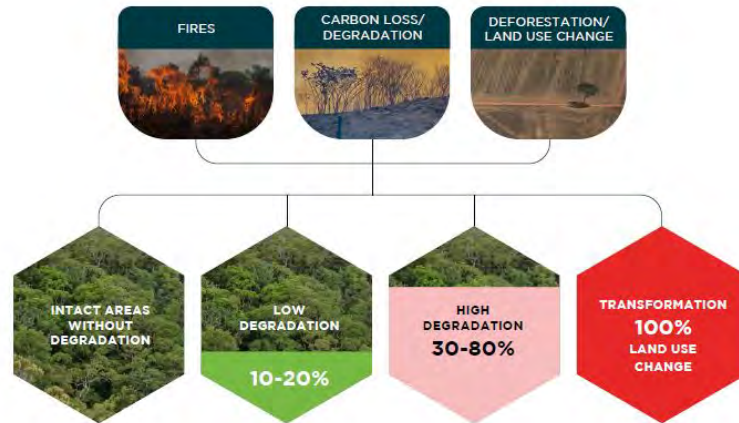 FIRES
CARBON LOSS/
DEGRADATION
DEFORESTATION/
LAND USE CHANGE
INTACT AREAS
WITHOUT
DEGRADATION
LOW
DEGRADATION
10-20%
HIGH
DEGRADATION
30-80%
TRANSFORMATION
100%
LAND USE
CHANGE